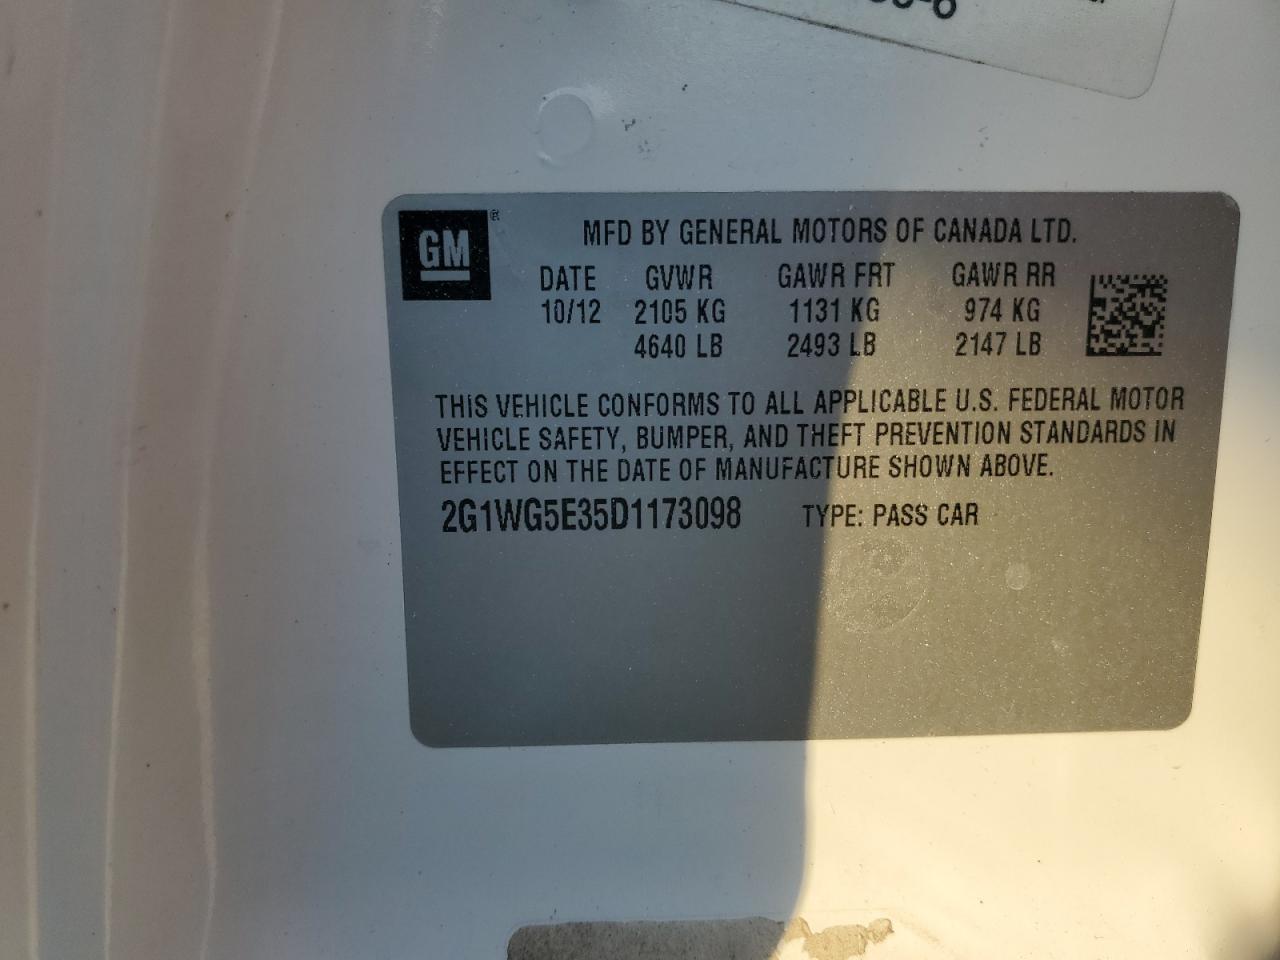 GM ®
MFD BY GENERAL MOTORS OF CANADA LTD.
DATE GVWR GAWR FRT GAWR RR
10/12 2105 KG 1131 KG 974 KG
4640 LB 2493 LB 2147 LB
THIS VEHICLE CONFORMS TO ALL APPLICABLE U.S. FEDERAL MOTOR
VEHICLE SAFETY, BUMPER, AND THEFT PREVENTION STANDARDS IN
EFFECT ON THE DATE OF MANUFACTURE SHOWN ABOVE.
2G1WG5E35D1173098 TYPE: PASS CAR